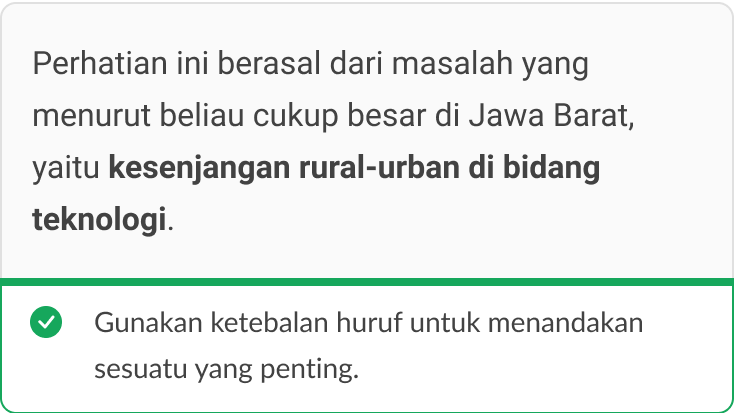 Perhatian ini berasal dari masalah yang
menurut beliau cukup besar di Jawa Barat,
yaitu kesenjangan rural-urban di bidang
teknologi.
Gunakan ketebalan huruf untuk menandakan
sesuatu yang penting.